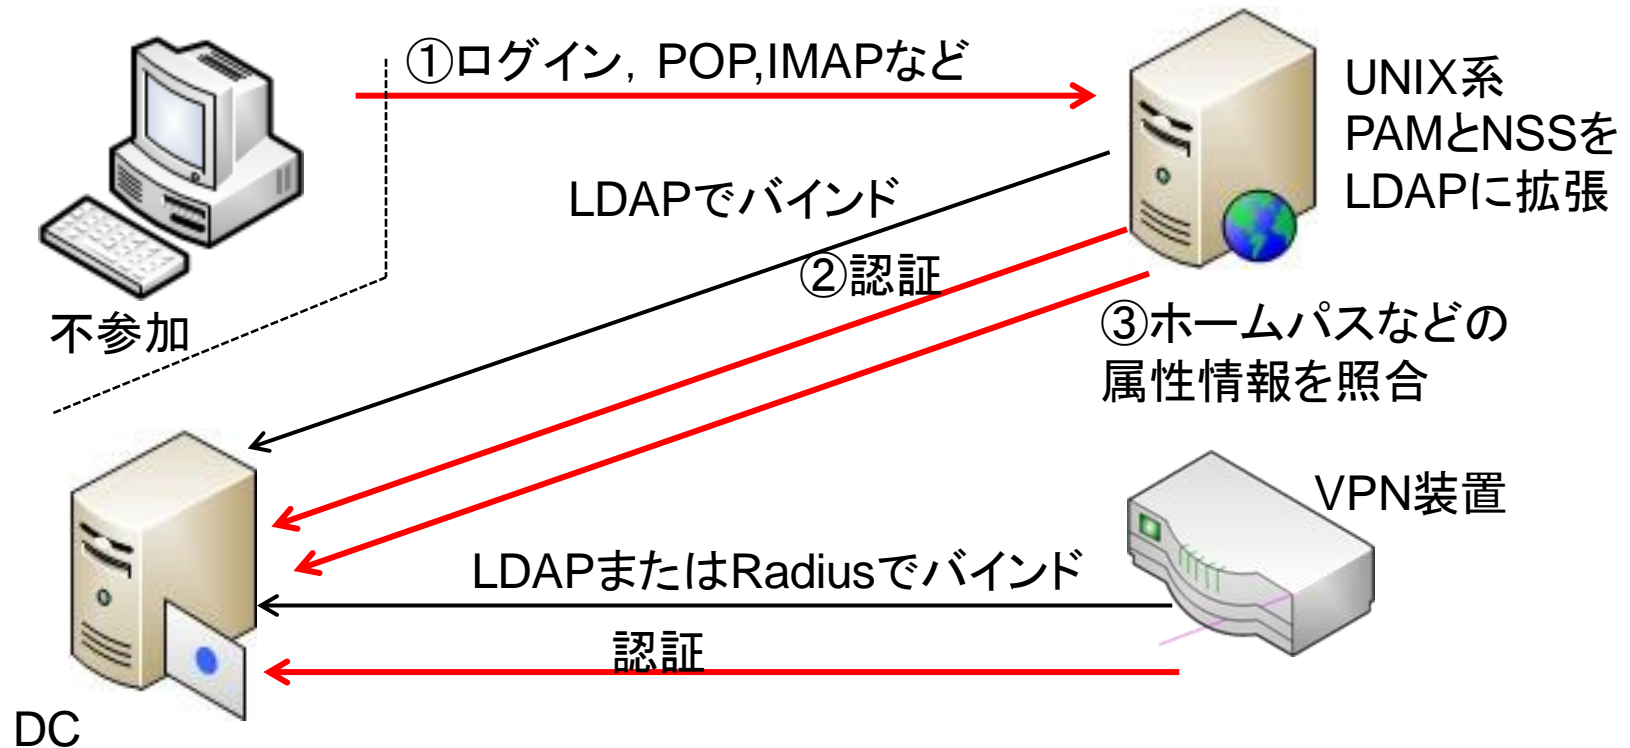 ①ログイン，POP,IMAPなど
UNIX系
PAMとNSSを
LDAPに拡張
LDAPでバインド
②認証
不参加
③ホームパスなどの
属性情報を照合
VPN装置
LDAPまたはRadiusでバインド
認証
DC